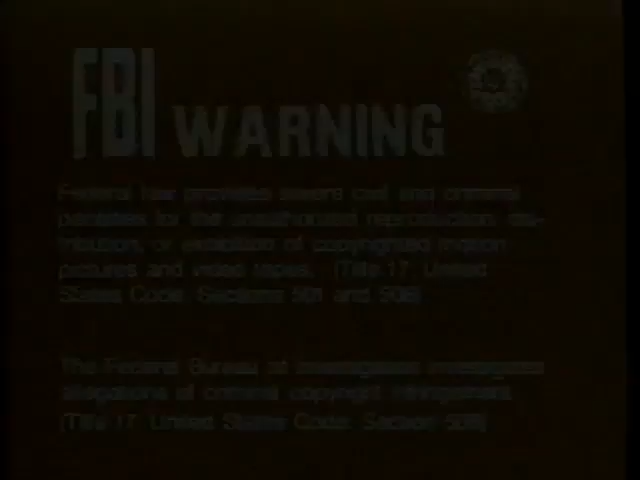 FBI WARNING
Federal law provides severe civil and criminal
penalties for the unauthorized reproduction, dis-
tribution, or exhibition of copyrighted motion
pictures and video tapes. (Title 17, United
States Code, Sections 501 and 506)
The Federal Bureau of Investigation investigates
allegations of criminal copyright infringement
(Title 17, United States Code, Section 506)